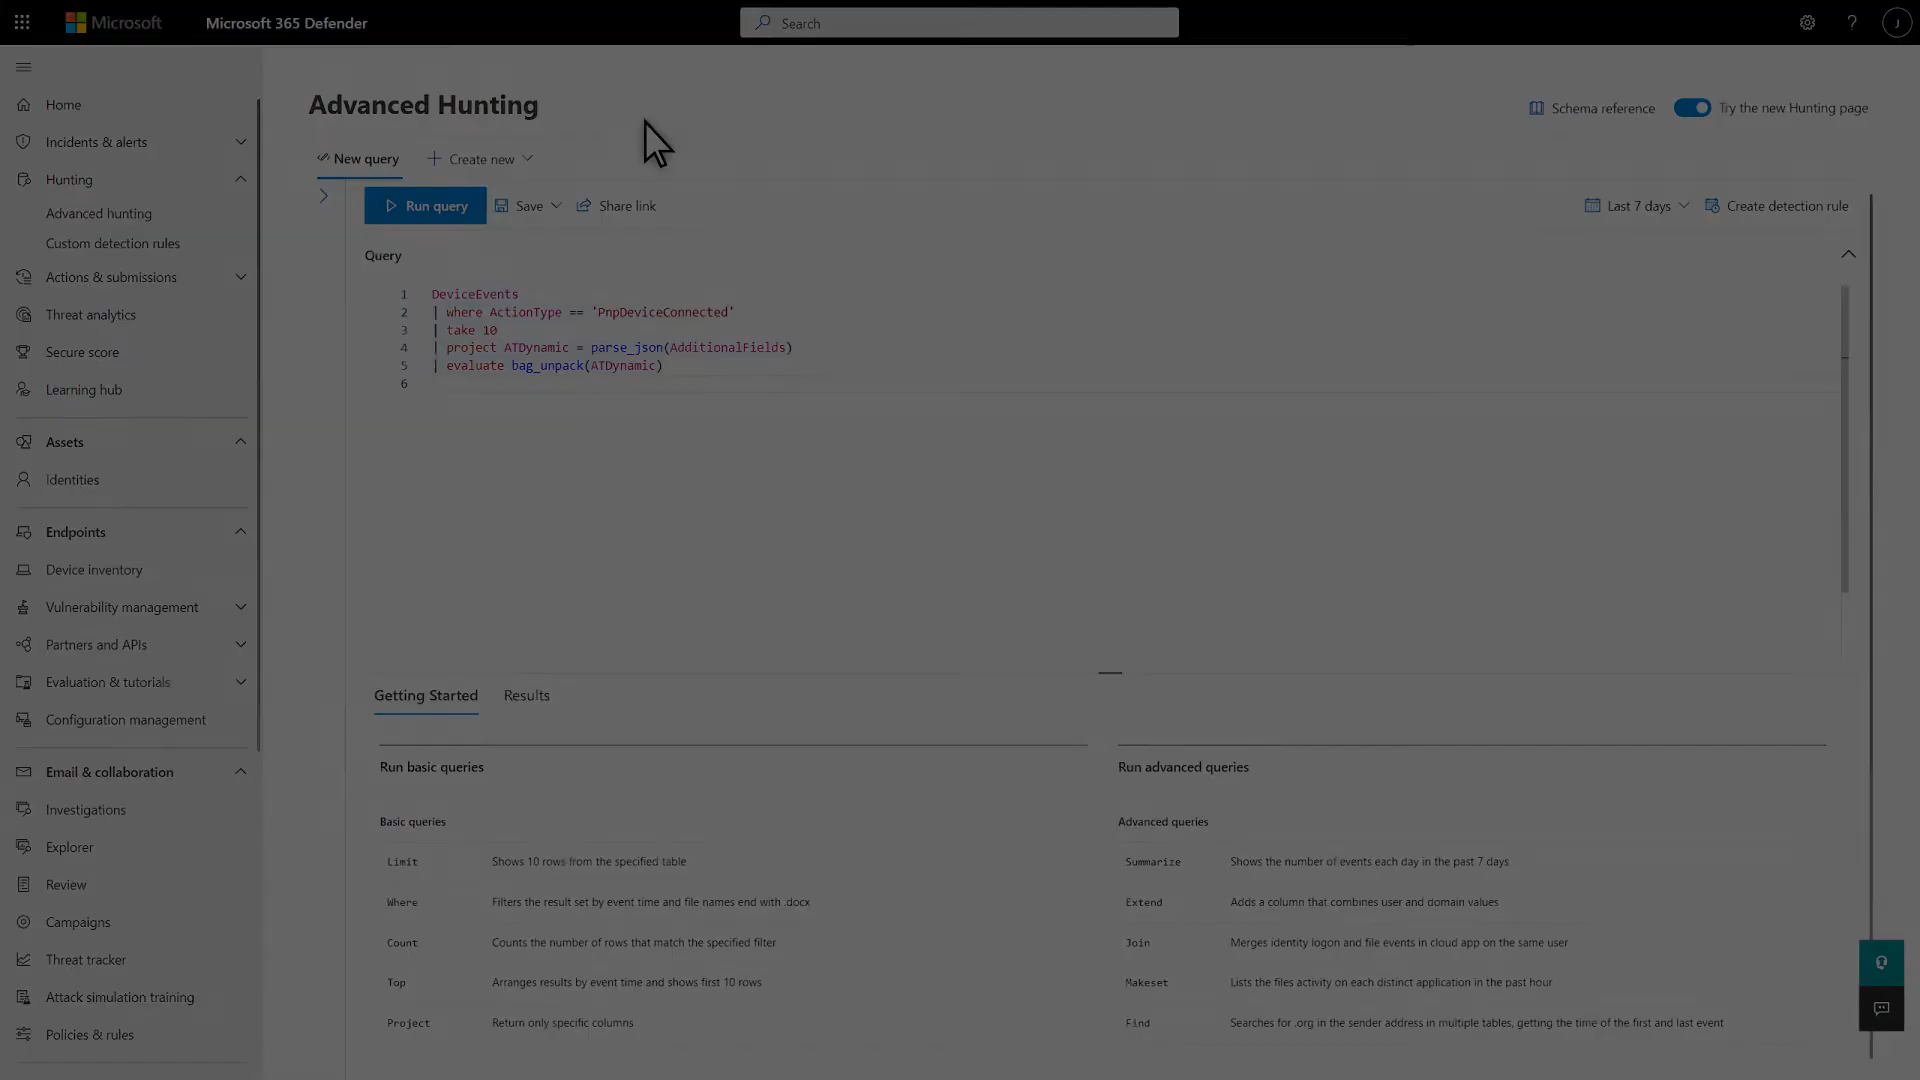 Microsoft
Microsoft 365 Defender
Search
J
Home
Incidents & alerts
Hunting
Advanced hunting
Custom detection rules
Actions & submissions
Threat analytics
Secure score
Learning hub
Assets
Identities
Endpoints
Device inventory
Vulnerability management
Partners and APIs
Evaluation & tutorials
Configuration management
Email & collaboration
Investigations
Explorer
Review
Campaigns
Threat tracker
Attack simulation training
Policies & rules
Advanced Hunting
Schema reference
Try the new Hunting page
New query
Create new
Run query
Save
Share link
Last 7 days
Create detection rule
Query
1 DeviceEvents
2 | where ActionType == 'PnpDeviceConnected'
3 | take 10
4 | project ATDynamic = parse_json(AdditionalFields)
5 | evaluate bag_unpack(ATDynamic)
6
Getting Started
Results
Run basic queries
Basic queries
Limit Shows 10 rows from the specified table
Where Filters the result set by event time and file names end with .docx
Count Counts the number of rows that match the specified filter
Top Arranges results by event time and shows first 10 rows
Project Return only specific columns
Run advanced queries
Advanced queries
Summarize Shows the number of events each day in the past 7 days
Extend Adds a column that combines user and domain values
Join Merges identity logon and file events in cloud app on the same user
Makeset Lists the files activity on each distinct application in the past hour
Find Searches for .org in the sender address in multiple tables, getting the time of the first and last event